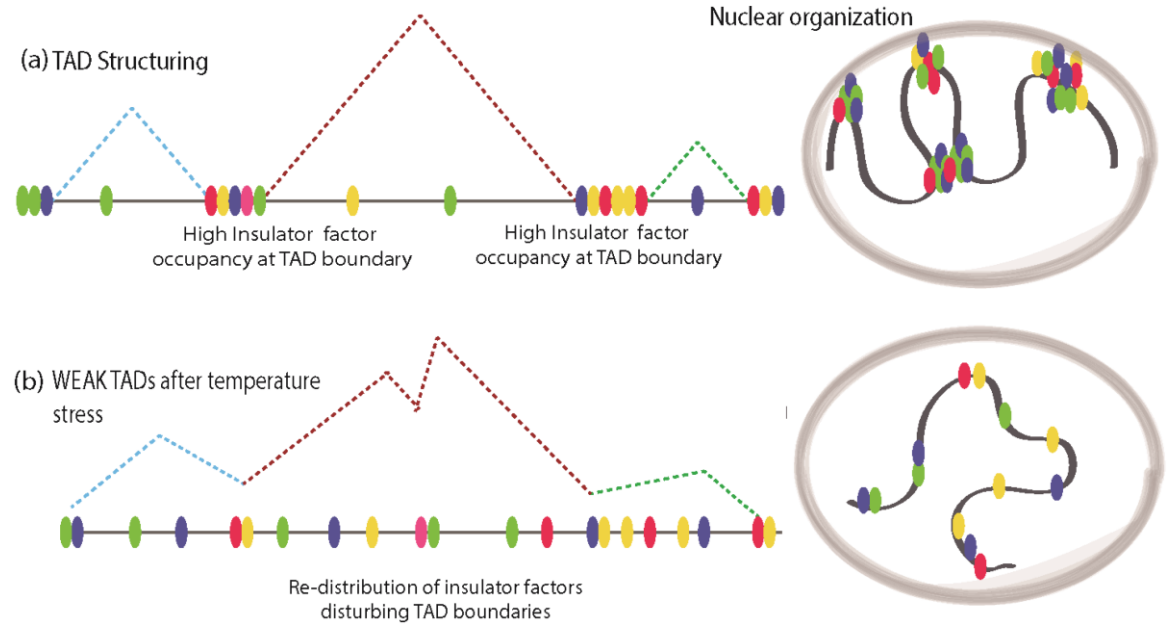 Nuclear organization
(a) TAD Structuring
High Insulator factor
occupancy at TAD boundary
High Insulator factor
occupancy at TAD boundary
(b) WEAK TADs after temperature
stress
Re-distribution of insulator factors
disturbing TAD boundaries